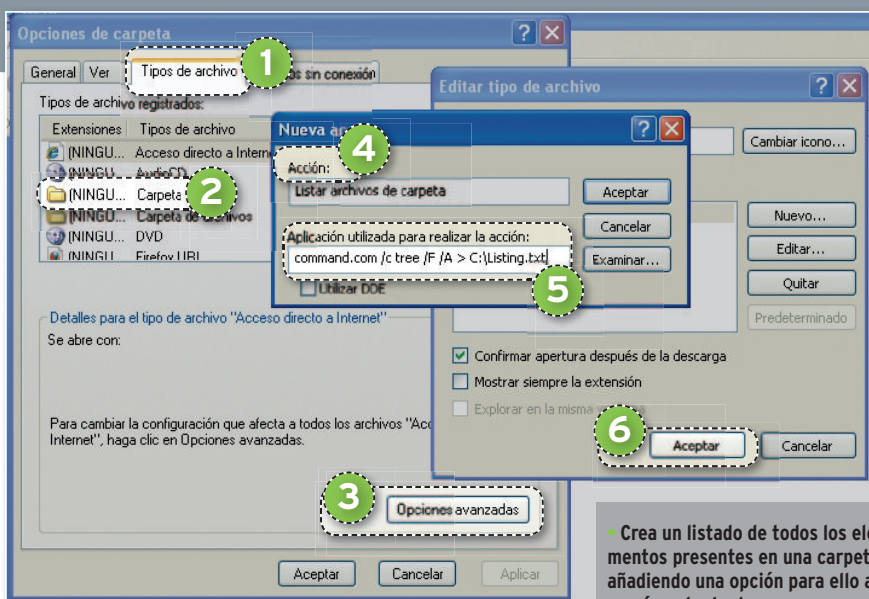 Opciones de carpeta
General
Ver
Tipos de archivo
1
sin conexión
Tipos de archivo registrados:
Extensiones
Tipos de archivo
(NINGU... Acceso directo a Intern
(NINGU... AudioCD
(NINGU... Carpeta
2
(NINGU... Carpeta de archivos
(NINGU... DVD
(NINGU... Firefox URL
Detalles para el tipo de archivo "Acceso directo a Internet"
Se abre con:
Para cambiar la configuración que afecta a todos los archivos "Acc
Internet", haga clic en Opciones avanzadas.
3
Opciones avanzadas
Aceptar
Cancelar
Aplicar
Editar tipo de archivo
Cambiar icono...
Nuevo...
Editar...
Quitar
Predeterminado
Nueva
4
Acción:
Listar archivos de carpeta
Aceptar
Cancelar
Aplicación utilizada para realizar la acción:
command.com /c tree /F /A > C:\Listing.txt
Examinar...
5
Utilizar DDE
Confirmar apertura después de la descarga
Mostrar siempre la extensión
Explorar en la misma
6
Aceptar
Cancelar
• Crea un listado de todos los ele
mentos presentes en una carpet
añadiendo una opción para ello a